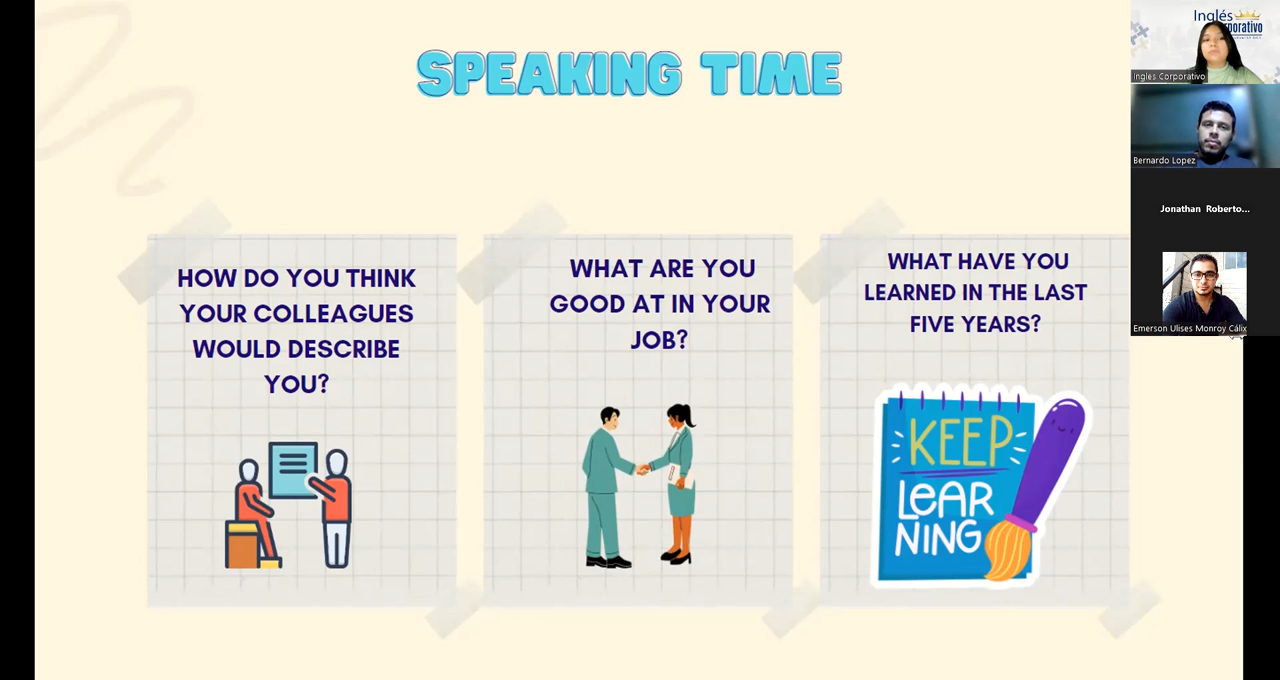 SPEAKING TIME
HOW DO YOU THINK
YOUR COLLEAGUES
WOULD DESCRIBE
YOU?
WHAT ARE YOU
GOOD AT IN YOUR
JOB?
WHAT HAVE YOU
LEARNED IN THE LAST
FIVE YEARS?
KEEP
LEAR
NING
Inglés
porativo
Ingles Corporativo
Bernardo Lopez
Jonathan Roberto...
Emerson Ulises Monroy Cálix